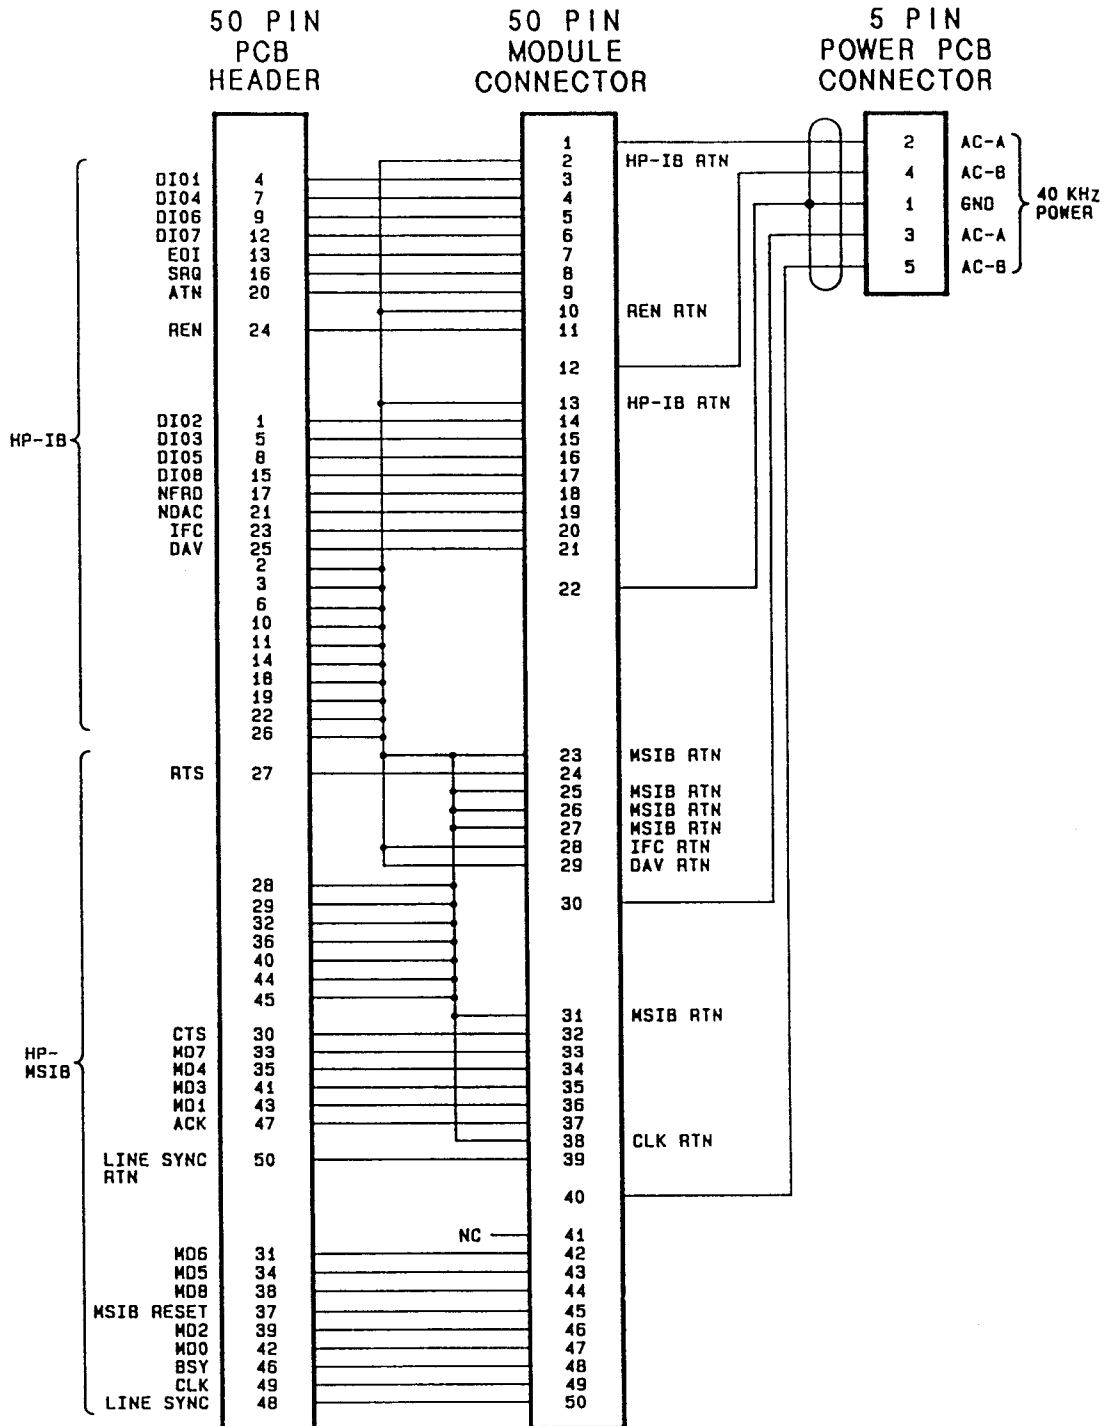 50 PIN PCB HEADER
50 PIN MODULE CONNECTOR
5 PIN POWER PCB CONNECTOR
1 2 AC-A
2 HP-IB RTN
DIO1 4 3 4 AC-B
DIO4 7 4
DIO6 9 5 1 GND
40 KHz
POWER
DIO7 12 6 3 AC-A
EOI 13 7
SRQ 16 8 5 AC-B
ATN 20 9
10 REN RTN
REN 24 11
12
13 HP-IB RTN
DIO2 1 14
HP-IB
DIO3 5 15
DIO5 8 16
DIO8 15 17
NFRD 17 18
NDAC 21 19
IFC 23 20
DAV 25 21
2
3 22
6
10
11
14
18
19
22
26
23 MSIB RTN
RTS 27 24
25 MSIB RTN
26 MSIB RTN
27 MSIB RTN
28 IFC RTN
29 DAV RTN
28
29 30
32
36
40
44
45
31 MSIB RTN
CTS 30 32
HP-
MSIB
MD7 33 33
MD4 35 34
MD3 41 35
MD1 43 36
ACK 47 37
38 CLK RTN
LINE SYNC 50 39
RTN
40
NC 41
MD6 31 42
MD5 34 43
MD8 38 44
MSIB RESET 37 45
MD2 39 46
MD0 42 47
BSY 46 48
CLK 49 49
LINE SYNC 48 50